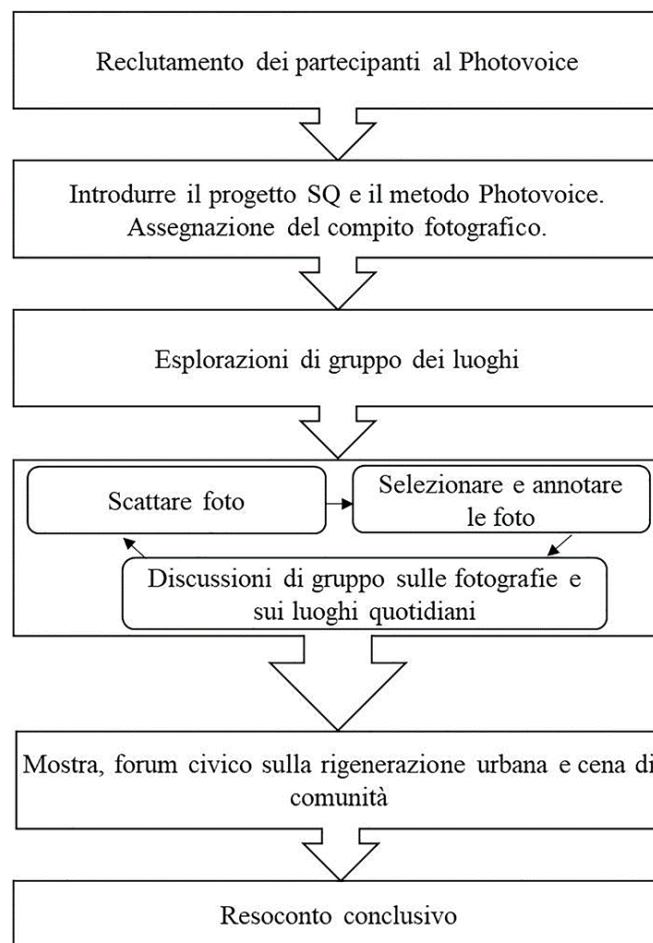 Reclutamento dei partecipanti al Photovoice
Introdurre il progetto SQ e il metodo Photovoice.
Assegnazione del compito fotografico.
Esplorazioni di gruppo dei luoghi
Scattare foto
Selezionare e annotare
le foto
Discussioni di gruppo sulle fotografie e
sui luoghi quotidiani
Mostra, forum civico sulla rigenerazione urbana e cena di
comunità
Resoconto conclusivo